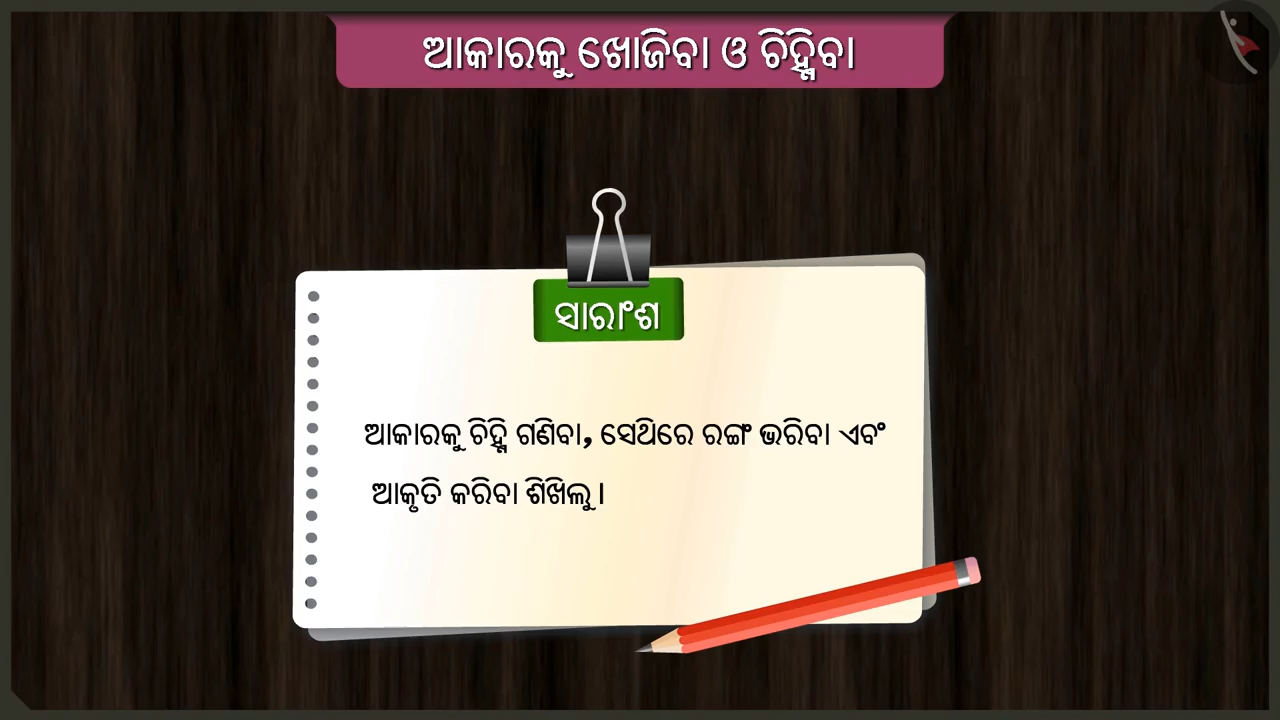 ଆକାରକୁ ଖୋଜିବା ଓ ଚିହ୍ନିବା
ସାରାଂଶ
ଆକାରକୁ ଚିହ୍ନି ଗଣିବା, ସେଥିରେ ରଙ୍ଗ ଭରିବା ଏବଂ
ଆକୃତି କରିବା ଶିଖିଲୁ ।